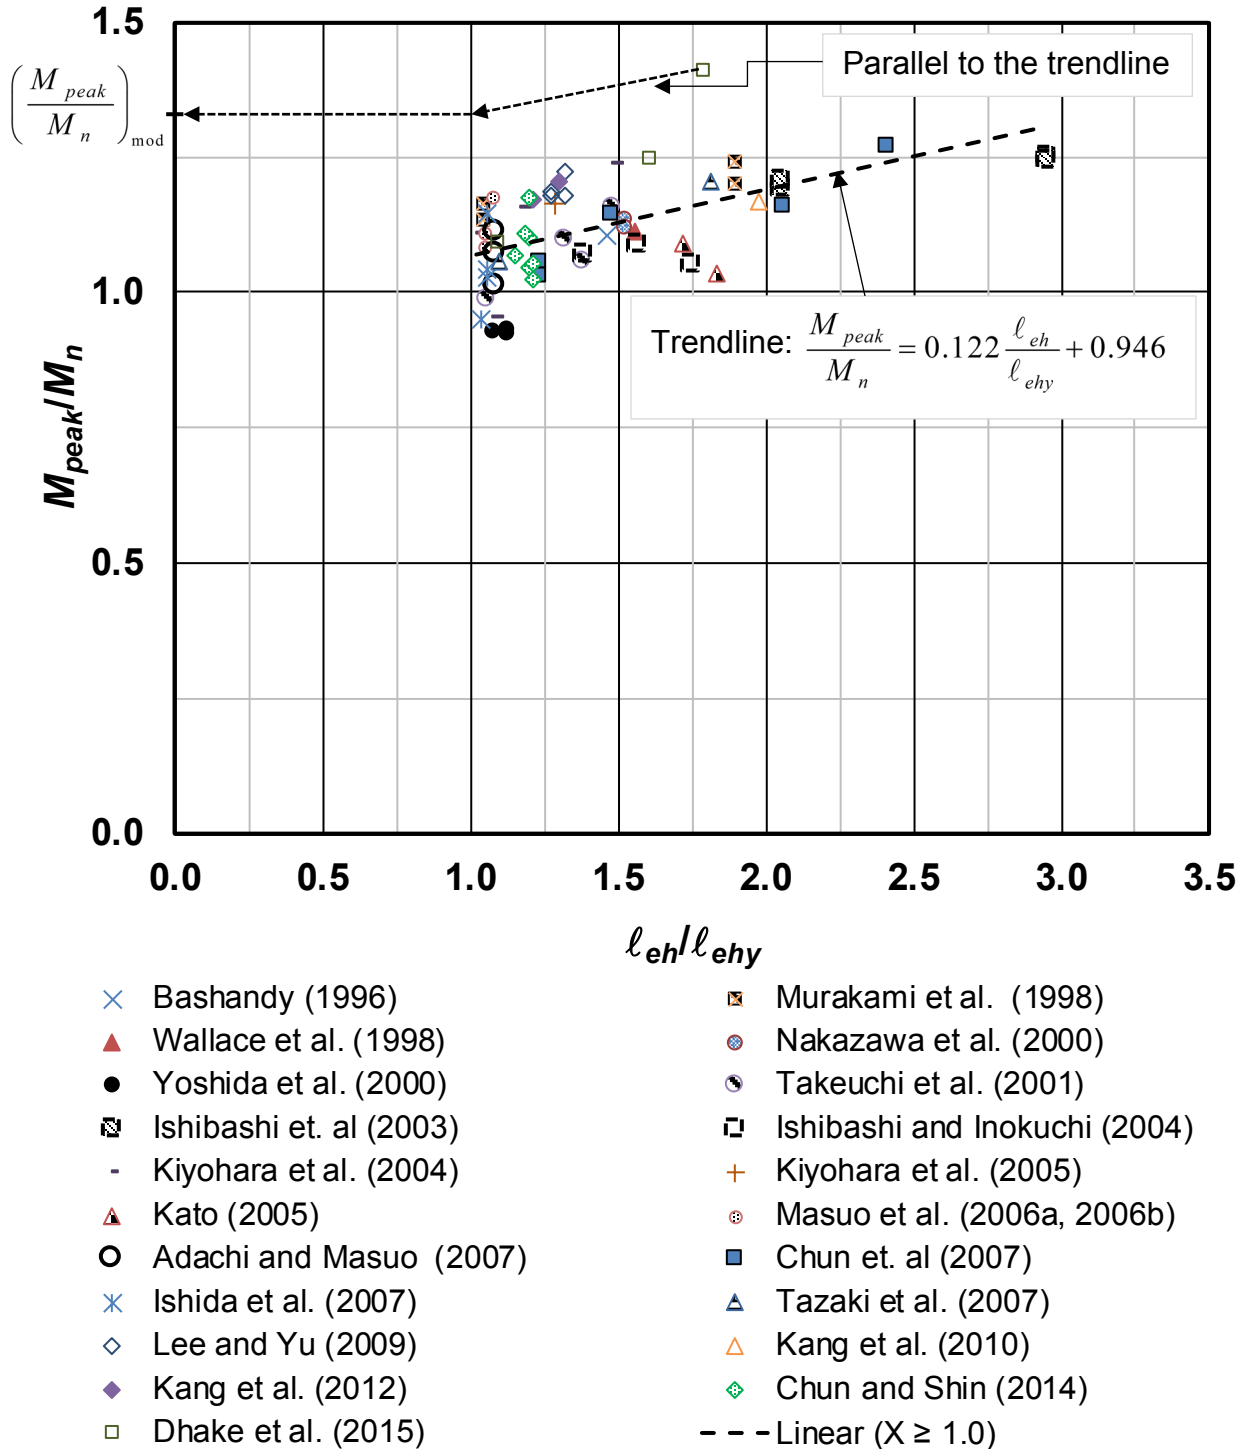 1.5
Parallel to the trendline
(M peak / M n) mod
1.0
Trendline: M peak / M n = 0.122 ℓ eh / ℓ ehy + 0.946
M peak/M n
0.5
0.0
0.0 0.5 1.0 1.5 2.0 2.5 3.0 3.5
ℓ eh/ℓ ehy
Bashandy (1996) Murakami et al. (1998)
Wallace et al. (1998) Nakazawa et al. (2000)
Yoshida et al. (2000) Takeuchi et al. (2001)
Ishibashi et. al (2003) Ishibashi and Inokuchi (2004)
Kiyohara et al. (2004) Kiyohara et al. (2005)
Kato (2005) Masuo et al. (2006a, 2006b)
Adachi and Masuo (2007) Chun et. al (2007)
Ishida et al. (2007) Tazaki et al. (2007)
Lee and Yu (2009) Kang et al. (2010)
Kang et al. (2012) Chun and Shin (2014)
Dhake et al. (2015) Linear (X ≥ 1.0)